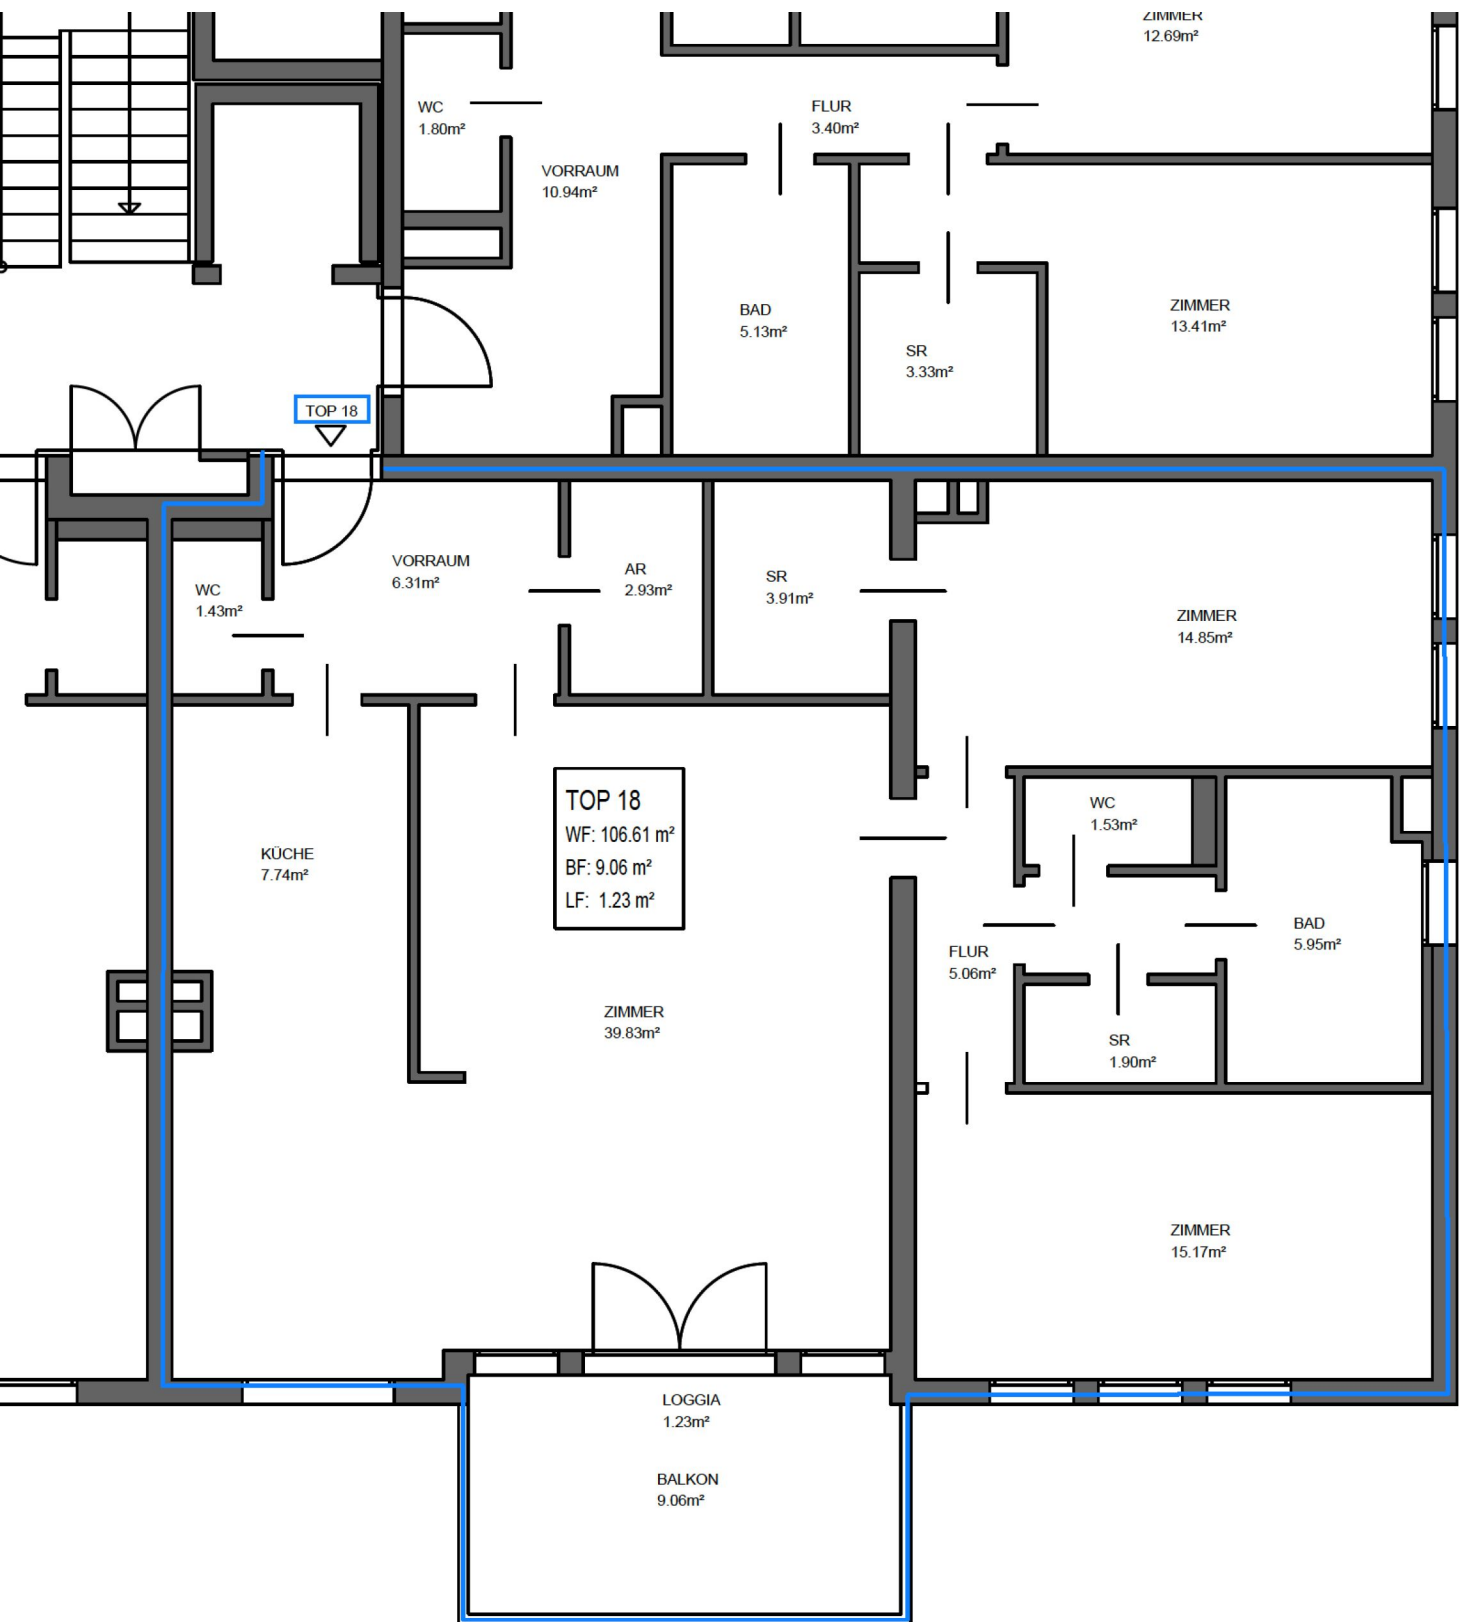 ZIMMER
12.69m²
WC
1.80m²
FLUR
3.40m²
VORRAUM
10.94m²
BAD
5.13m²
SR
3.33m²
ZIMMER
13.41m²
TOP 18
VORRAUM
6.31m²
WC
1.43m²
AR
2.93m²
SR
3.91m²
ZIMMER
14.85m²
TOP 18
WF: 106.61 m²
BF: 9.06 m²
LF: 1.23 m²
KÜCHE
7.74m²
WC
1.53m²
BAD
5.95m²
FLUR
5.06m²
ZIMMER
39.83m²
SR
1.90m²
ZIMMER
15.17m²
LOGGIA
1.23m²
BALKON
9.06m²